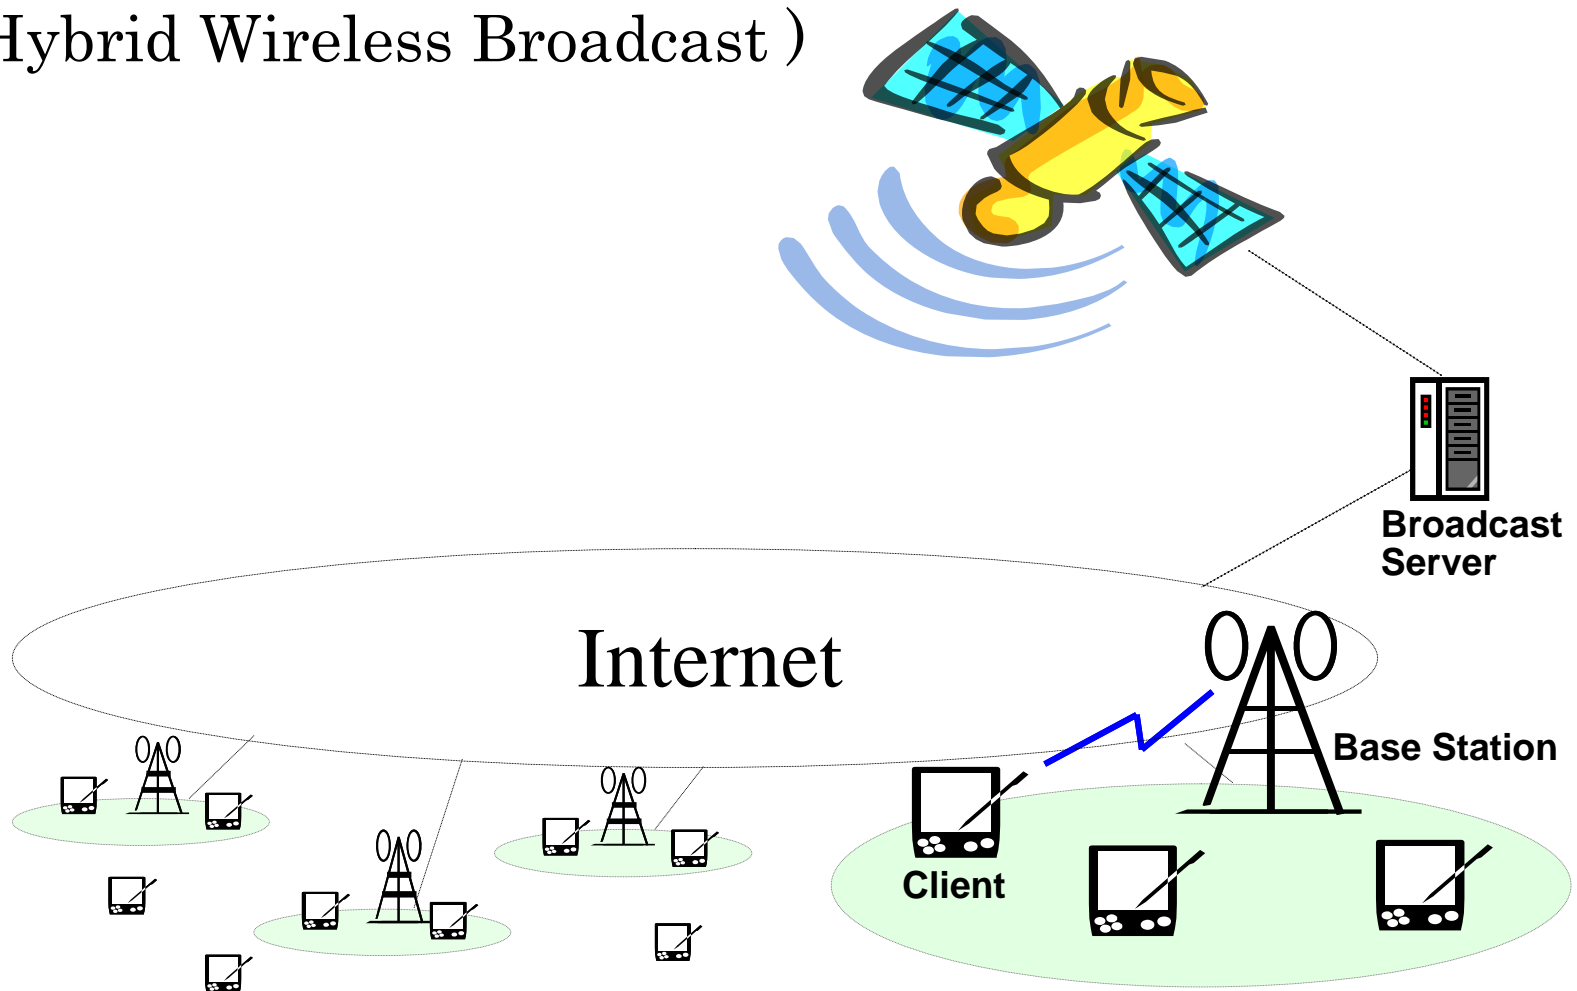 Hybrid Wireless Broadcast )
Broadcast
Server
Internet
Base Station
Client